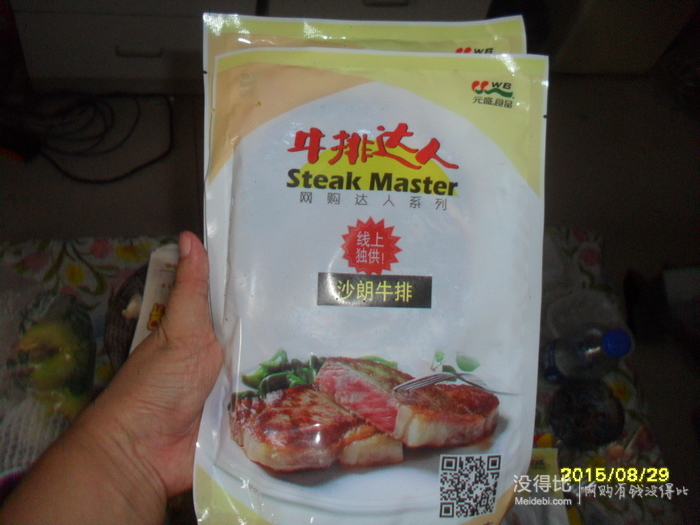 WB
WB
元盛食品
牛排达人
Steak Master
网购达人系列
线上
独供!
沙朗牛排
没得比
Meidebi.com
网购有钱没得比
2015/08/29